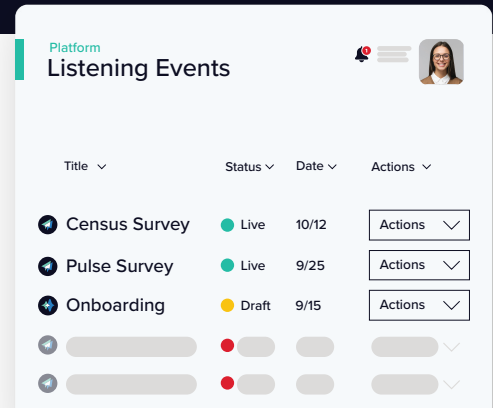 Platform
Listening Events
1
Title Status Date Actions
Census Survey Live 10/12 Actions
Pulse Survey Live 9/25 Actions
Onboarding Draft 9/15 Actions